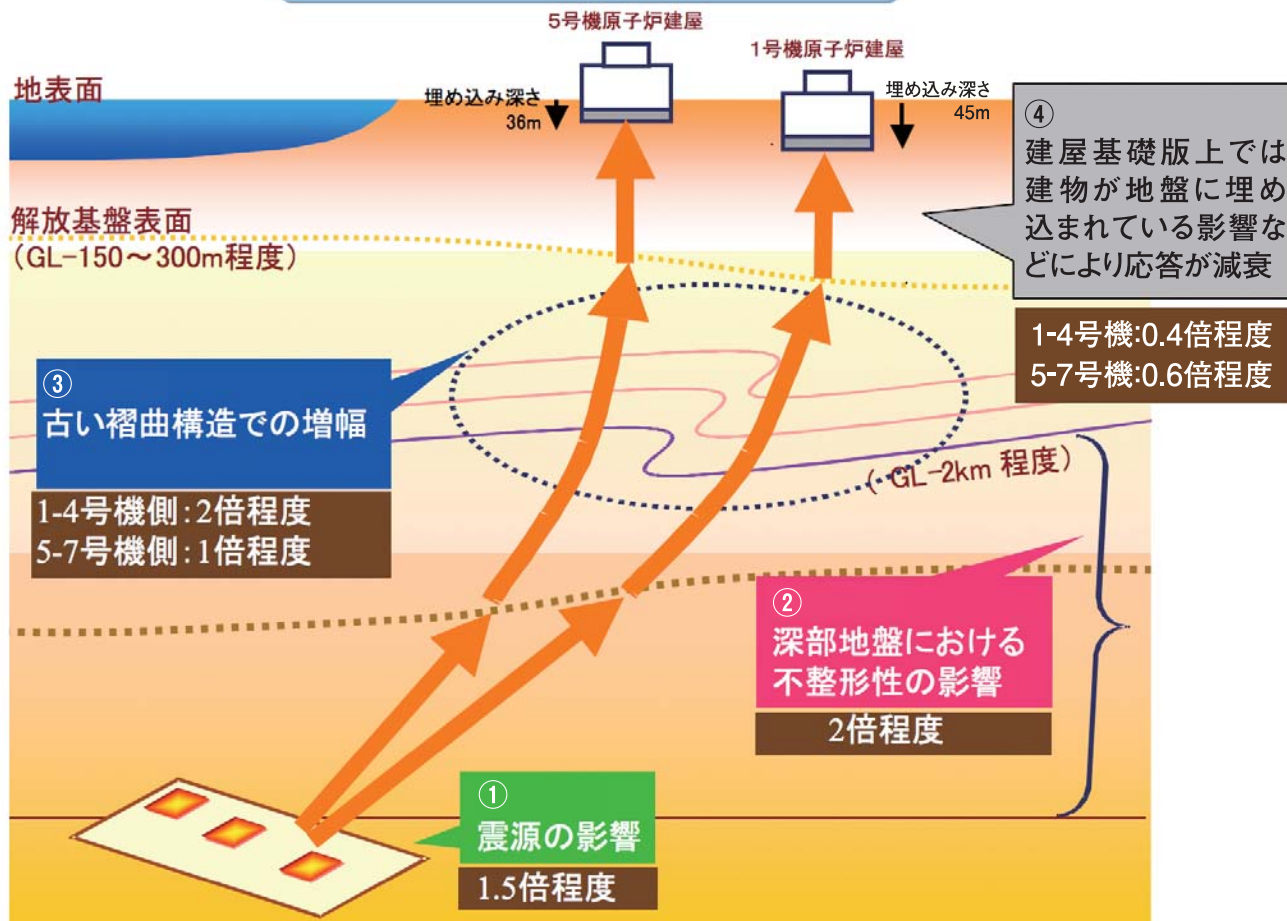 5号機原子炉建屋
1号機原子炉建屋
地表面
埋め込み深さ
36m
埋め込み深さ
45m
④
建屋基礎版上では
建物が地盤に埋め
込まれている影響な
どにより応答が減衰
1-4号機:0.4倍程度
5-7号機:0.6倍程度
解放基盤表面
(GL-150～300m程度)
③
古い褶曲構造での増幅
1-4号機側:2倍程度
5-7号機側:1倍程度
(GL-2km 程度)
②
深部地盤における
不整形性の影響
2倍程度
①
震源の影響
1.5倍程度